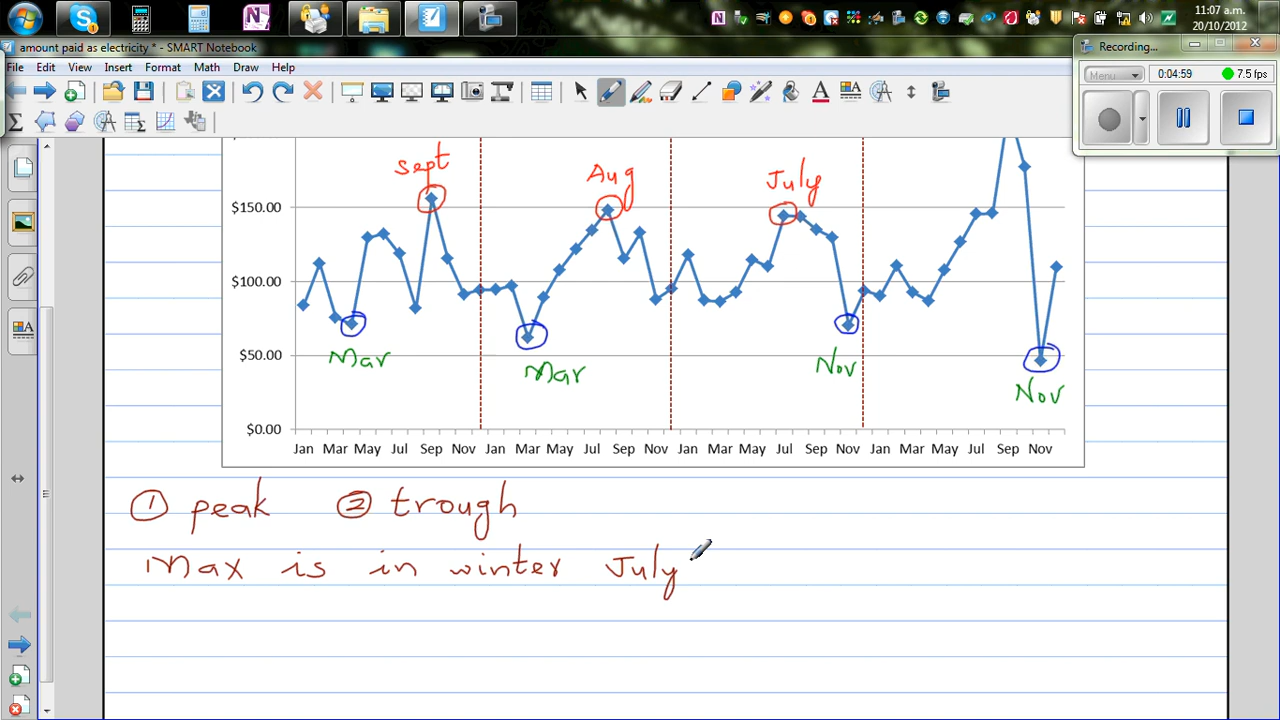 11:07 a.m.
20/10/2012
amount paid as electricity * - SMART Notebook
Recording...
File Edit View Insert Format Math Draw Help
Menu 0:04:59 7.5 fps
Sept Aug July
$150.00
$100.00
$50.00
Mar Mar Nov Nov
$0.00
Jan Mar May Jul Sep Nov Jan Mar May Jul Sep Nov Jan Mar May Jul Sep Nov Jan Mar May Jul Sep Nov
① peak ② trough
Max is in winter July